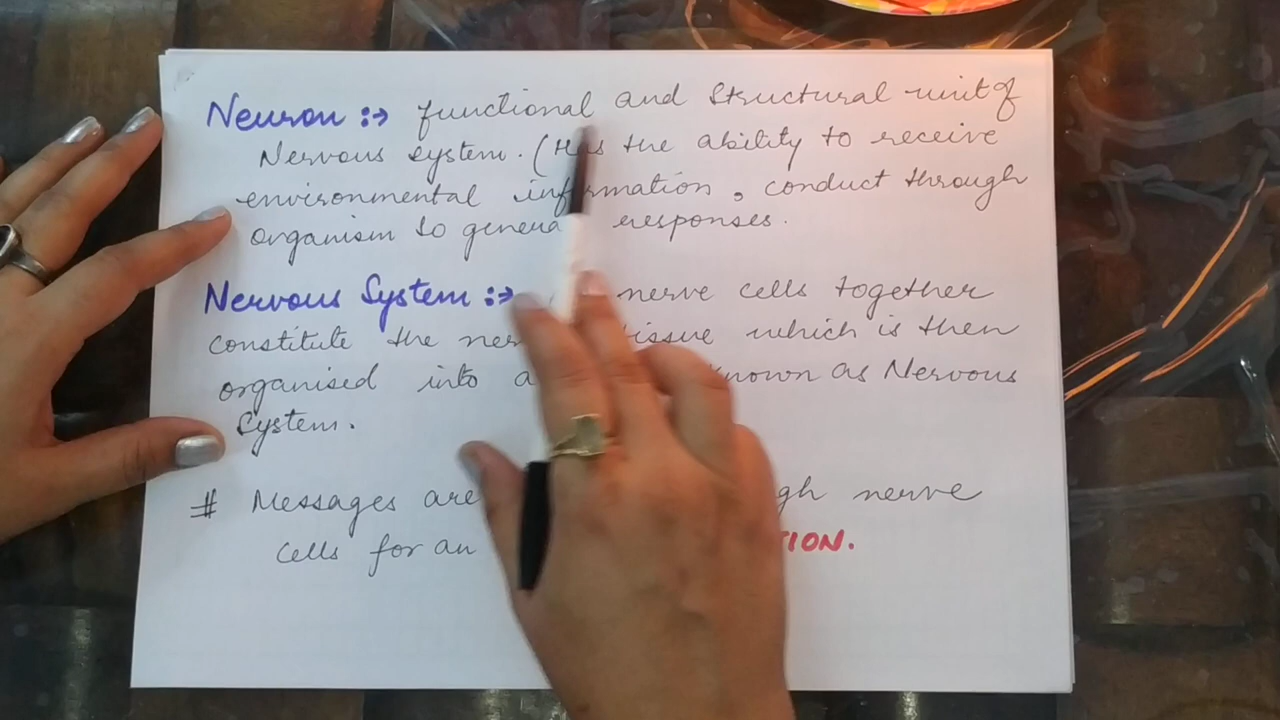 Neuron :→ functional and structural unit of
Nervous system. (Has the ability to receive
environmental information, conduct through
organism to genera responses.
Nervous System :→ nerve cells together
constitute the ner tissue which is then
organised into a known as Nervous
System.
# Messages are gh nerve
cells for an TION.